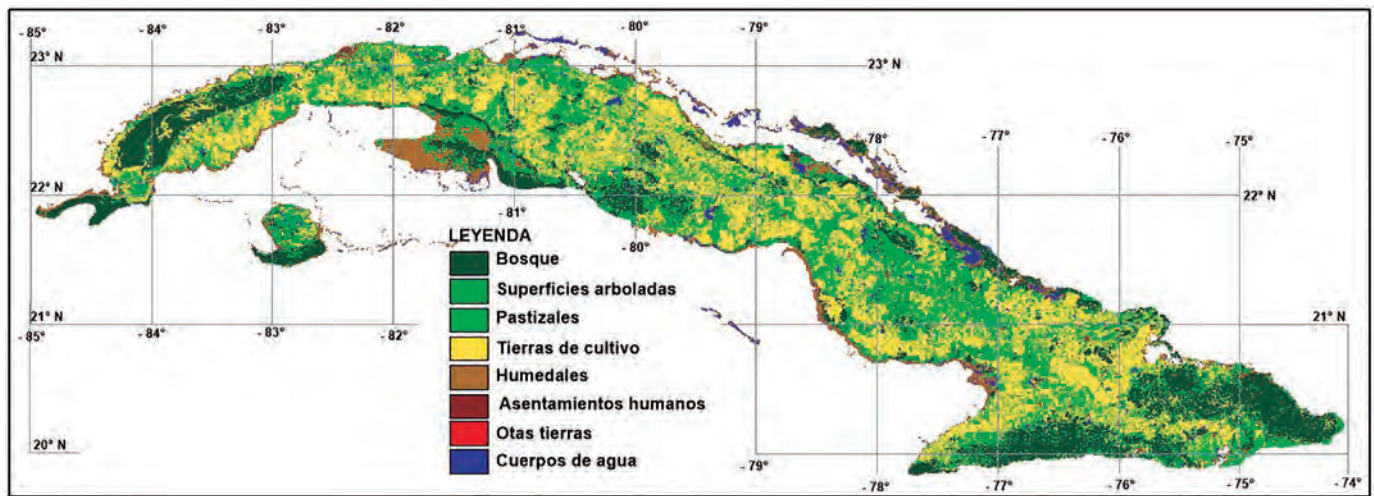 -85° -84° -83° -82° -81° -80° -79°
23° N 23° N
-78° -77° -76° -75°
22° N 22° N
-81°
-80°
LEYENDA
Bosque
Superficies arboladas
Pastizales
Tierras de cultivo
Humedales
Asentamientos humanos
Otas tierras
Cuerpos de agua
21° N 21° N
-85° -84° -83° -82°
20° N
-79° -78° -77° -76° -75° -74°